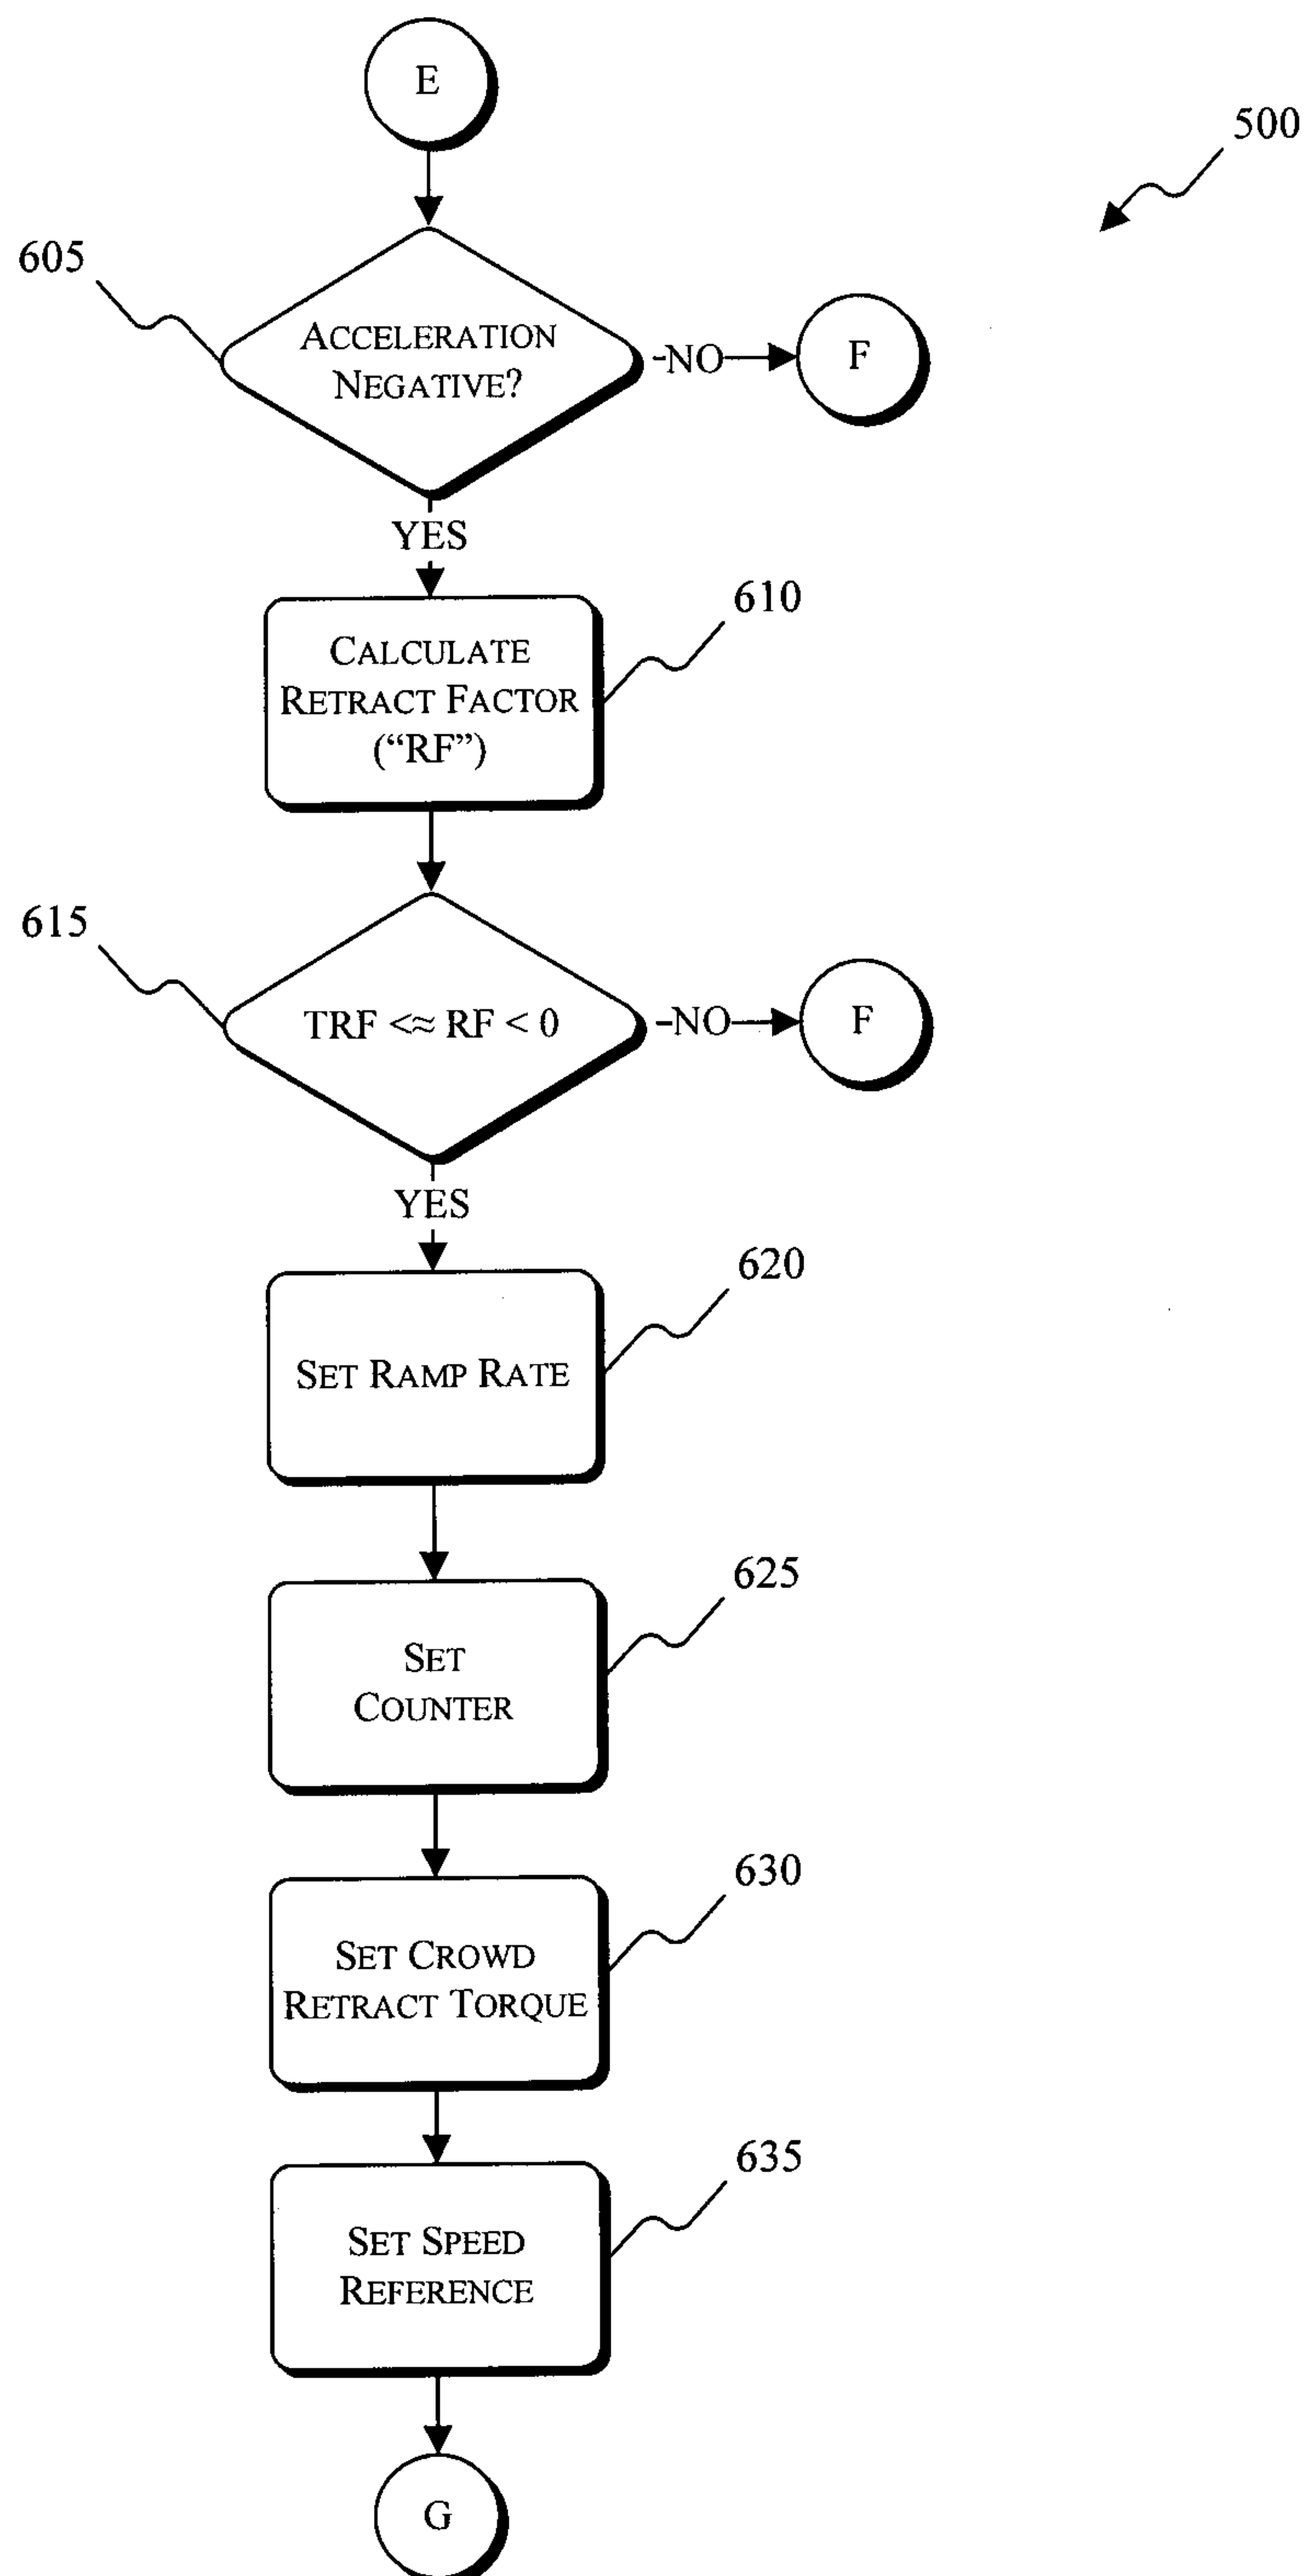 E
500
605
ACCELERATION
NEGATIVE?
-NO
F
YES
610
CALCULATE
RETRACT FACTOR
(“RF”)
615
TRF <≈ RF < 0
-NO
F
YES
620
SET RAMP RATE
625
SET
COUNTER
630
SET CROWD
RETRACT TORQUE
635
SET SPEED
REFERENCE
G